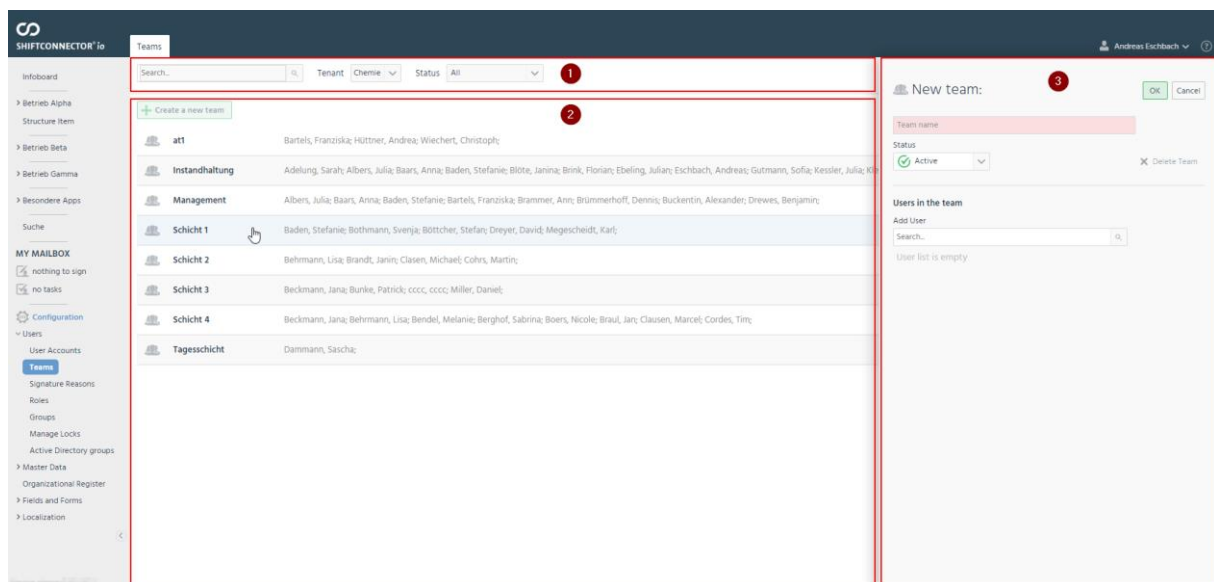 SHIFTCONNECTOR® io
Teams
Andreas Eschbach
?
Infoboard
Betrieb Alpha
Structure Item
Betrieb Beta
Betrieb Gamma
Besondere Apps
Suche
MY MAILBOX
nothing to sign
no tasks
Configuration
Users
User Accounts
Teams
Signature Reasons
Roles
Groups
Manage Locks
Active Directory groups
Master Data
Organizational Register
Fields and Forms
Localization
Search.. Tenant Chemie Status All 1
Create a new team 2
at1 Bartels, Franziska; Hüttner, Andrea; Wiechert, Christoph;
Instandhaltung Adelung, Sarah; Albers, Julia; Baars, Anna; Baden, Stefanie; Blöte, Janina; Brink, Florian; Ebeling, Julian; Eschbach, Andreas; Gutmann, Sofia; Kessler, Julia;
Management Albers, Julia; Baars, Anna; Baden, Stefanie; Bartels, Franziska; Brammer, Ann; Brümmerhoff, Dennis; Buckentin, Alexander; Drewes, Benjamin;
Schicht 1 Baden, Stefanie; Bothmann, Svenja; Böttcher, Stefan; Dreyer, David; Megescheidt, Karl;
Schicht 2 Behrmann, Lisa; Brandt, Janin; Clasen, Michael; Cohrs, Martin;
Schicht 3 Beckmann, Jana; Bunke, Patrick; cccc, cccc; Miller, Daniel;
Schicht 4 Beckmann, Jana; Behrmann, Lisa; Bendel, Melanie; Berghof, Sabrina; Boers, Nicole; Braul, Jan; Clausen, Marcel; Cordes, Tim;
Tagesschicht Dammann, Sascha;
3
New team: OK Cancel
Team name
Status
Active Delete Team
Users in the team
Add User
Search..
User list is empty